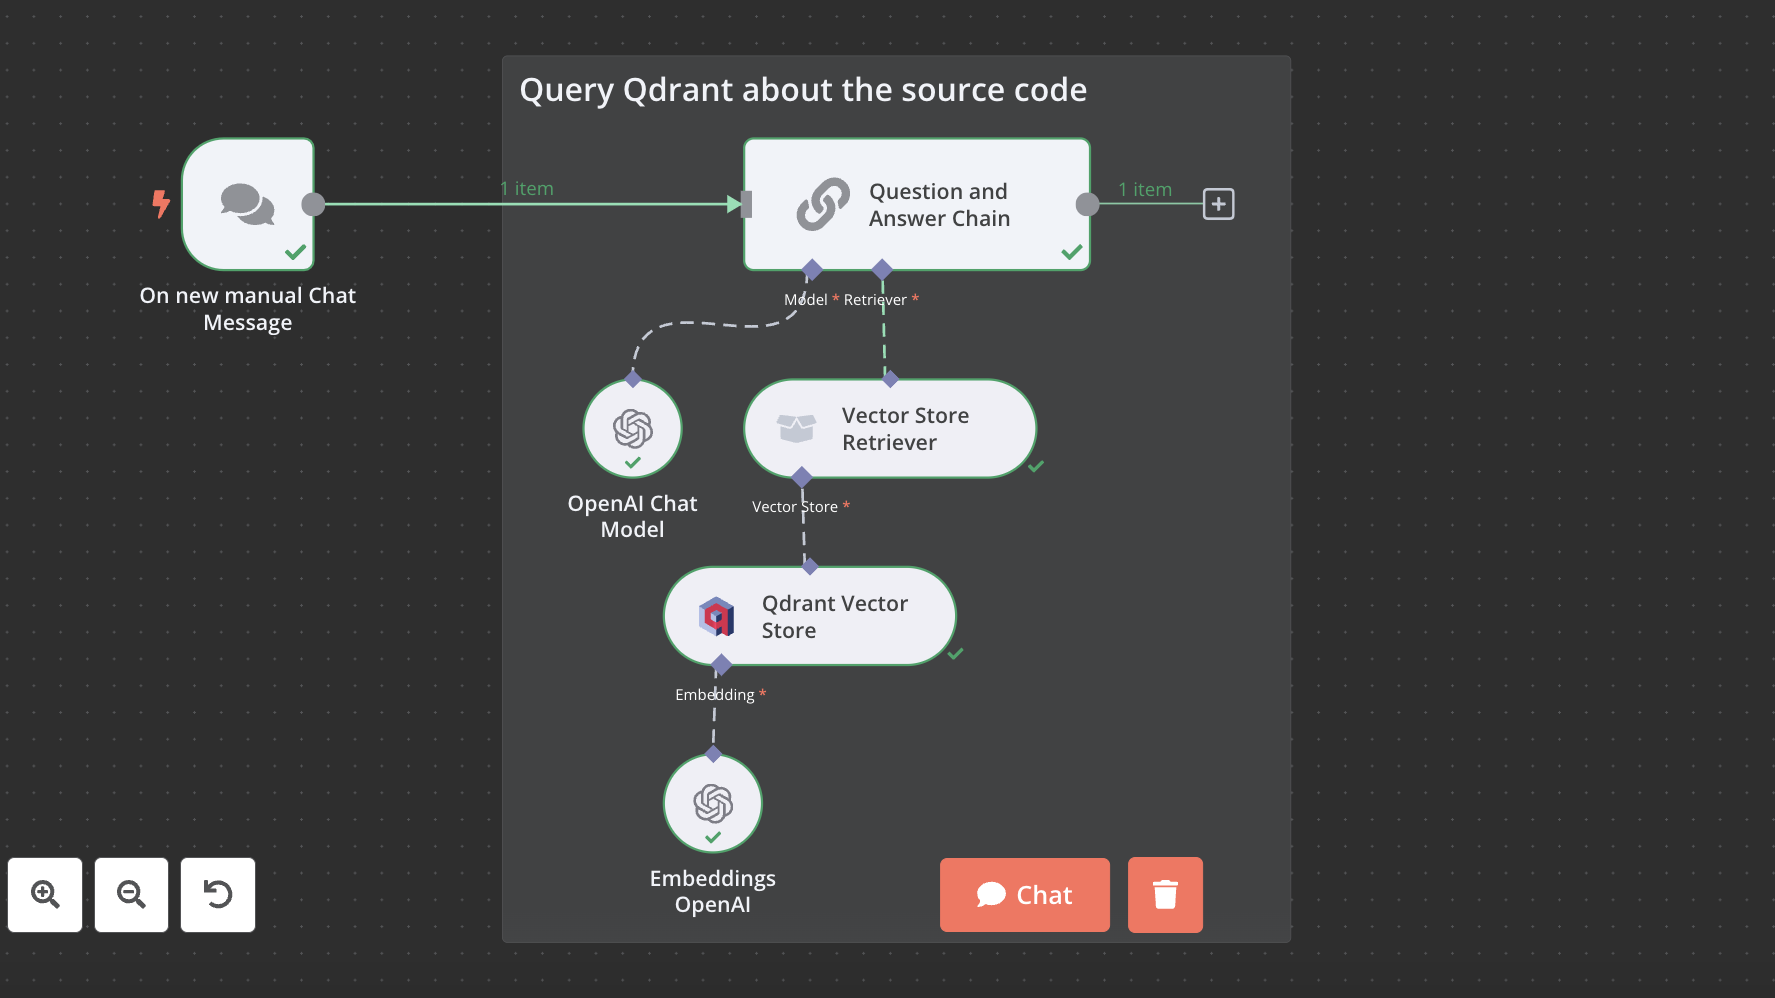 Query Qdrant about the source code
1 item
Question and
Answer Chain
1 item
On new manual Chat
Message
Model * Retriever *
Vector Store
Retriever
OpenAI Chat
Model
Vector Store *
Qdrant Vector
Store
Embedding *
Embeddings
OpenAI
Chat